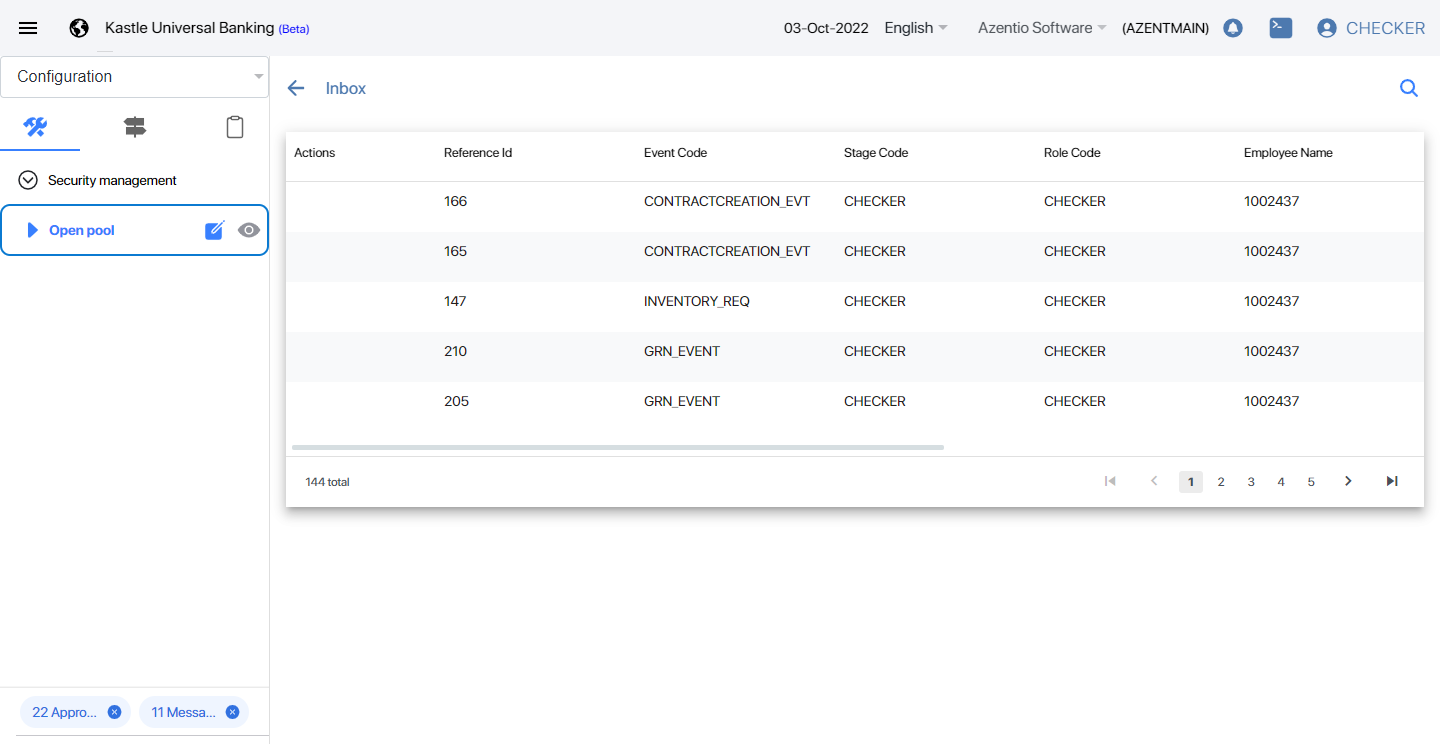 Kastle Universal Banking (Beta) 03-Oct-2022 English Azentio Software (AZENTMAIN) CHECKER
Configuration
Security management
Open pool
22 Appro...
11 Messa...
Inbox
Actions Reference Id Event Code Stage Code Role Code Employee Name
166 CONTRACTCREATION_EVT CHECKER CHECKER 1002437
165 CONTRACTCREATION_EVT CHECKER CHECKER 1002437
147 INVENTORY_REQ CHECKER CHECKER 1002437
210 GRN_EVENT CHECKER CHECKER 1002437
205 GRN_EVENT CHECKER CHECKER 1002437
144 total 1 2 3 4 5